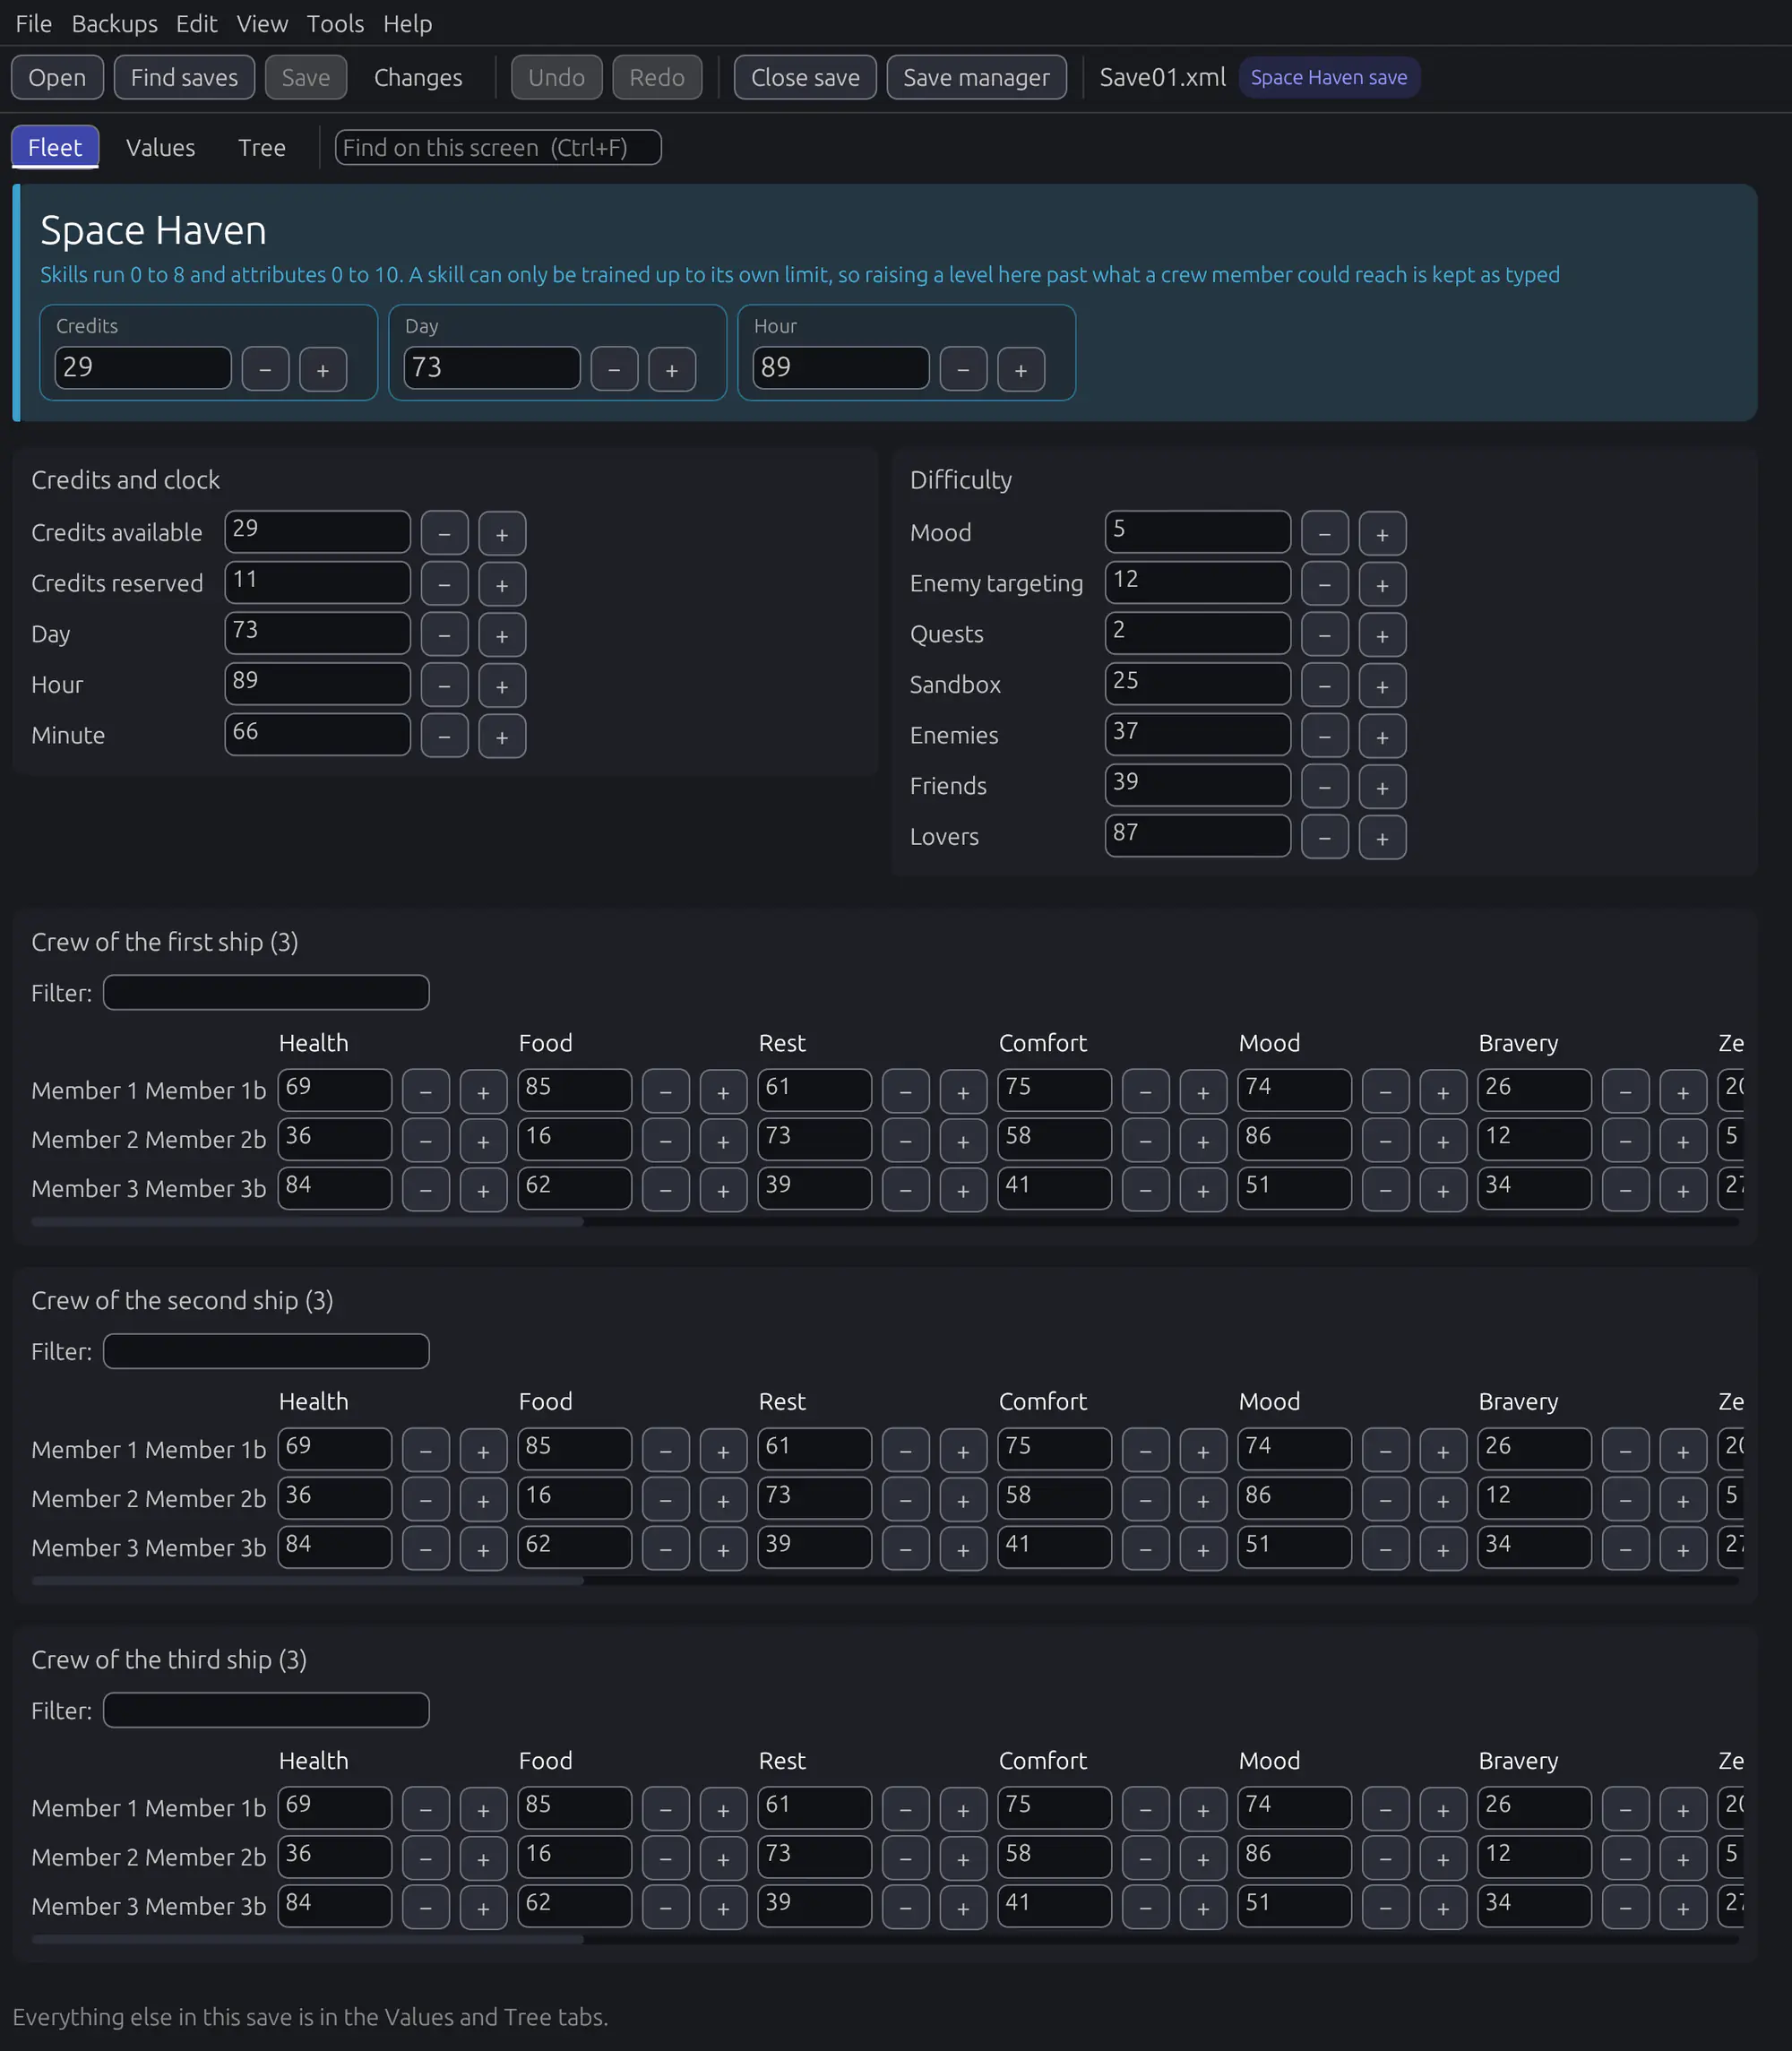 File Backups Edit View Tools Help
Open Find saves Save Changes Undo Redo Close save Save manager Save01.xml Space Haven save
Fleet Values Tree Find on this screen (Ctrl+F)
Space Haven
Skills run 0 to 8 and attributes 0 to 10. A skill can only be trained up to its own limit, so raising a level here past what a crew member could reach is kept as typed
Credits Day Hour
29 − + 73 − + 89 − +
Credits and clock
Credits available 29 − +
Credits reserved 11 − +
Day 73 − +
Hour 89 − +
Minute 66 − +
Difficulty
Mood 5 − +
Enemy targeting 12 − +
Quests 2 − +
Sandbox 25 − +
Enemies 37 − +
Friends 39 − +
Lovers 87 − +
Crew of the first ship (3)
Filter:
Health Food Rest Comfort Mood Bravery Ze
Member 1 Member 1b 69 − + 85 − + 61 − + 75 − + 74 − + 26 − + 20
Member 2 Member 2b 36 − + 16 − + 73 − + 58 − + 86 − + 12 − + 5
Member 3 Member 3b 84 − + 62 − + 39 − + 41 − + 51 − + 34 − + 27
Crew of the second ship (3)
Filter:
Health Food Rest Comfort Mood Bravery Ze
Member 1 Member 1b 69 − + 85 − + 61 − + 75 − + 74 − + 26 − + 20
Member 2 Member 2b 36 − + 16 − + 73 − + 58 − + 86 − + 12 − + 5
Member 3 Member 3b 84 − + 62 − + 39 − + 41 − + 51 − + 34 − + 27
Crew of the third ship (3)
Filter:
Health Food Rest Comfort Mood Bravery Ze
Member 1 Member 1b 69 − + 85 − + 61 − + 75 − + 74 − + 26 − + 20
Member 2 Member 2b 36 − + 16 − + 73 − + 58 − + 86 − + 12 − + 5
Member 3 Member 3b 84 − + 62 − + 39 − + 41 − + 51 − + 34 − + 27
Everything else in this save is in the Values and Tree tabs.